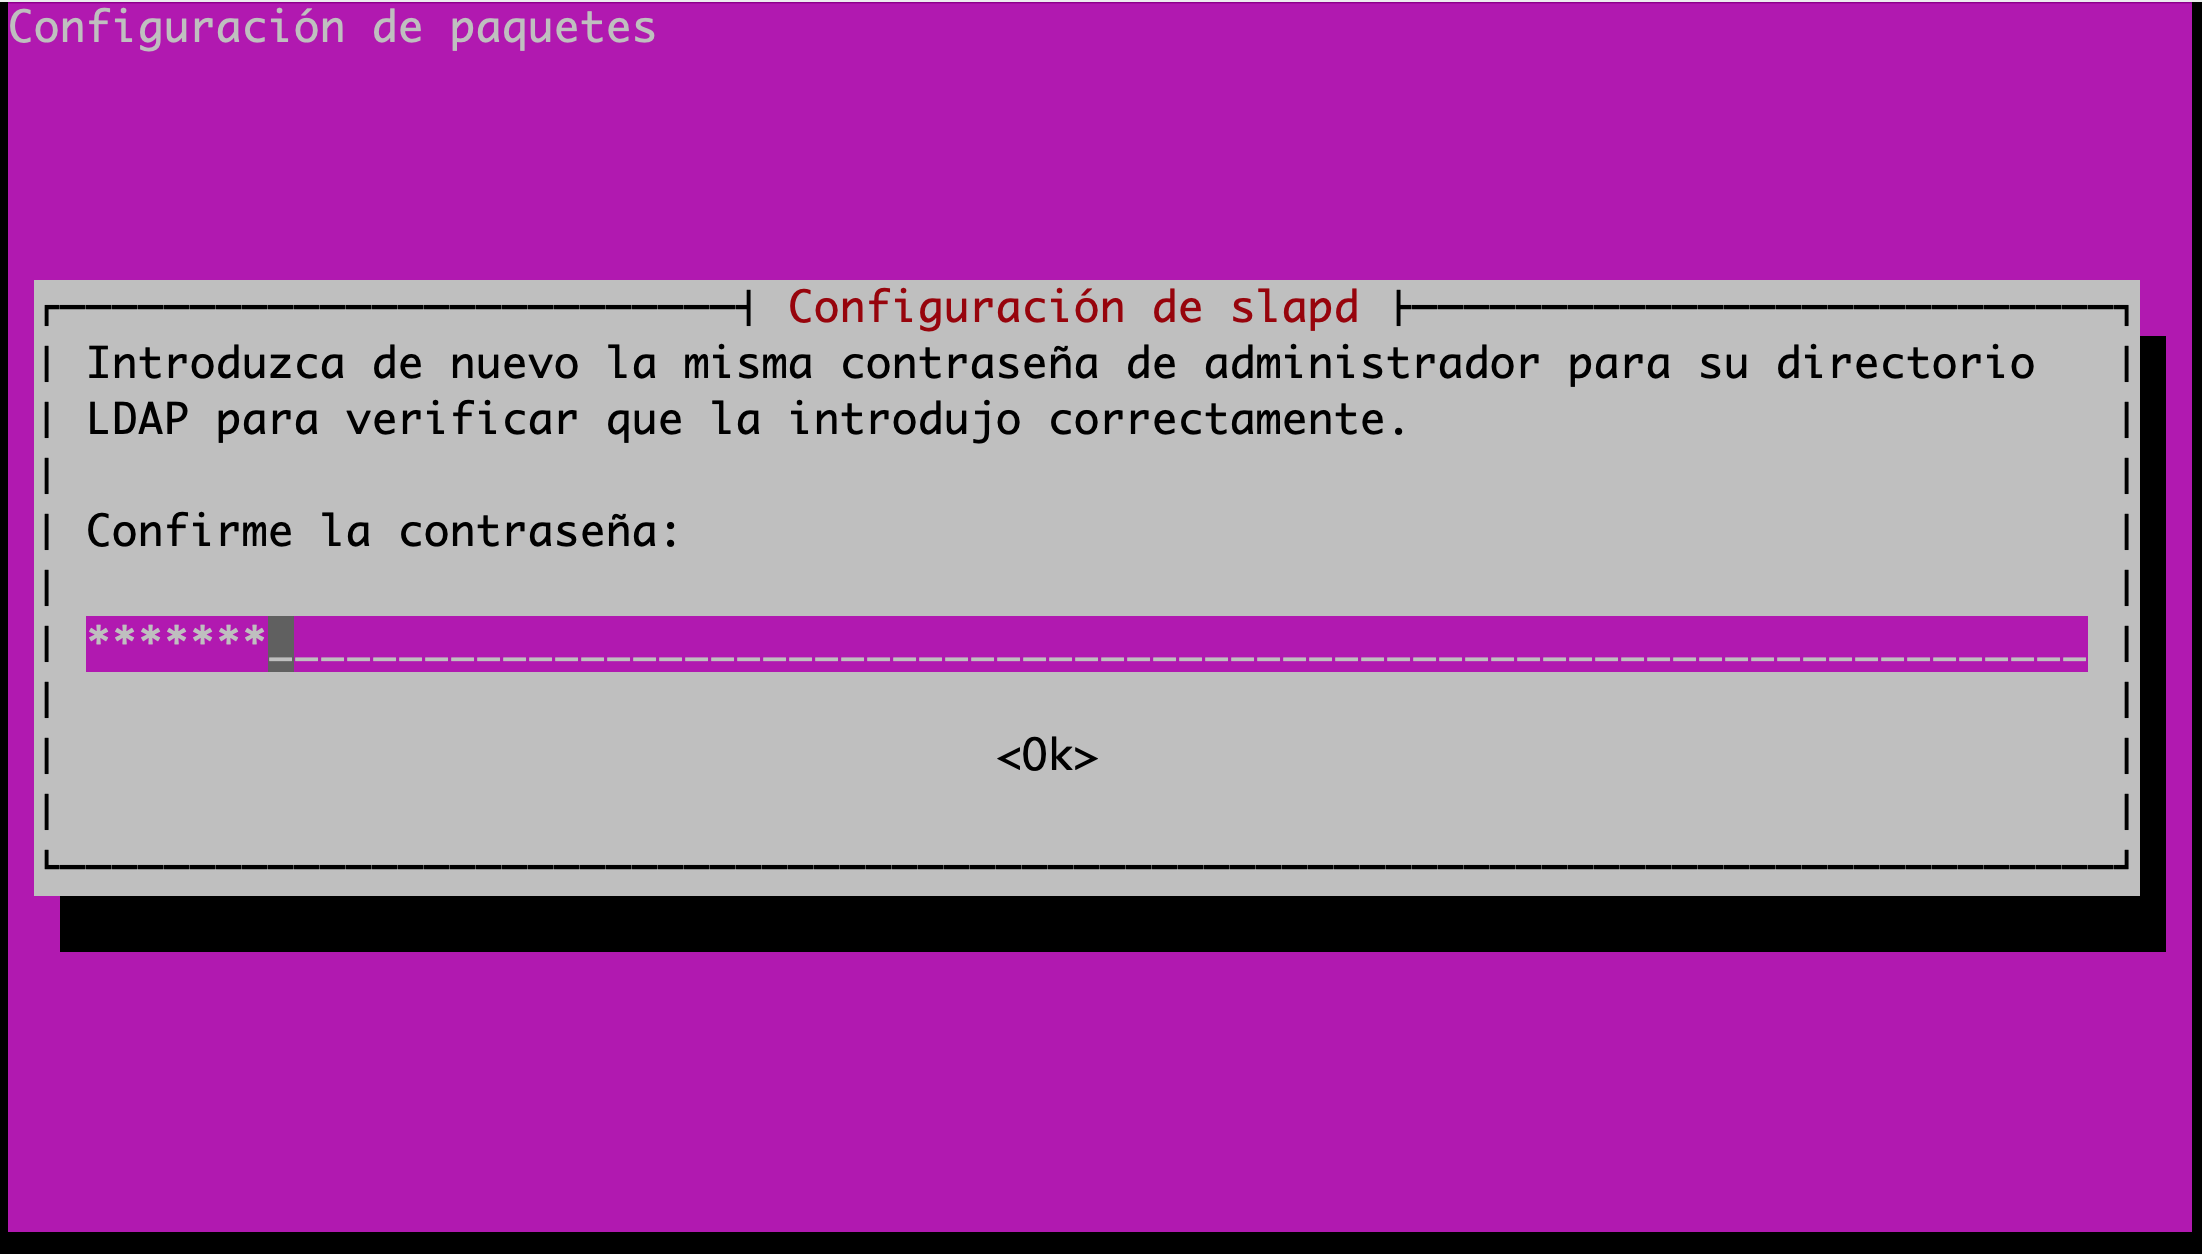 Configuración de paquetes
Configuración de slapd
Introduzca de nuevo la misma contraseña de administrador para su directorio
LDAP para verificar que la introdujo correctamente.
Confirme la contraseña:
*******______________________________________________________________________
<Ok>